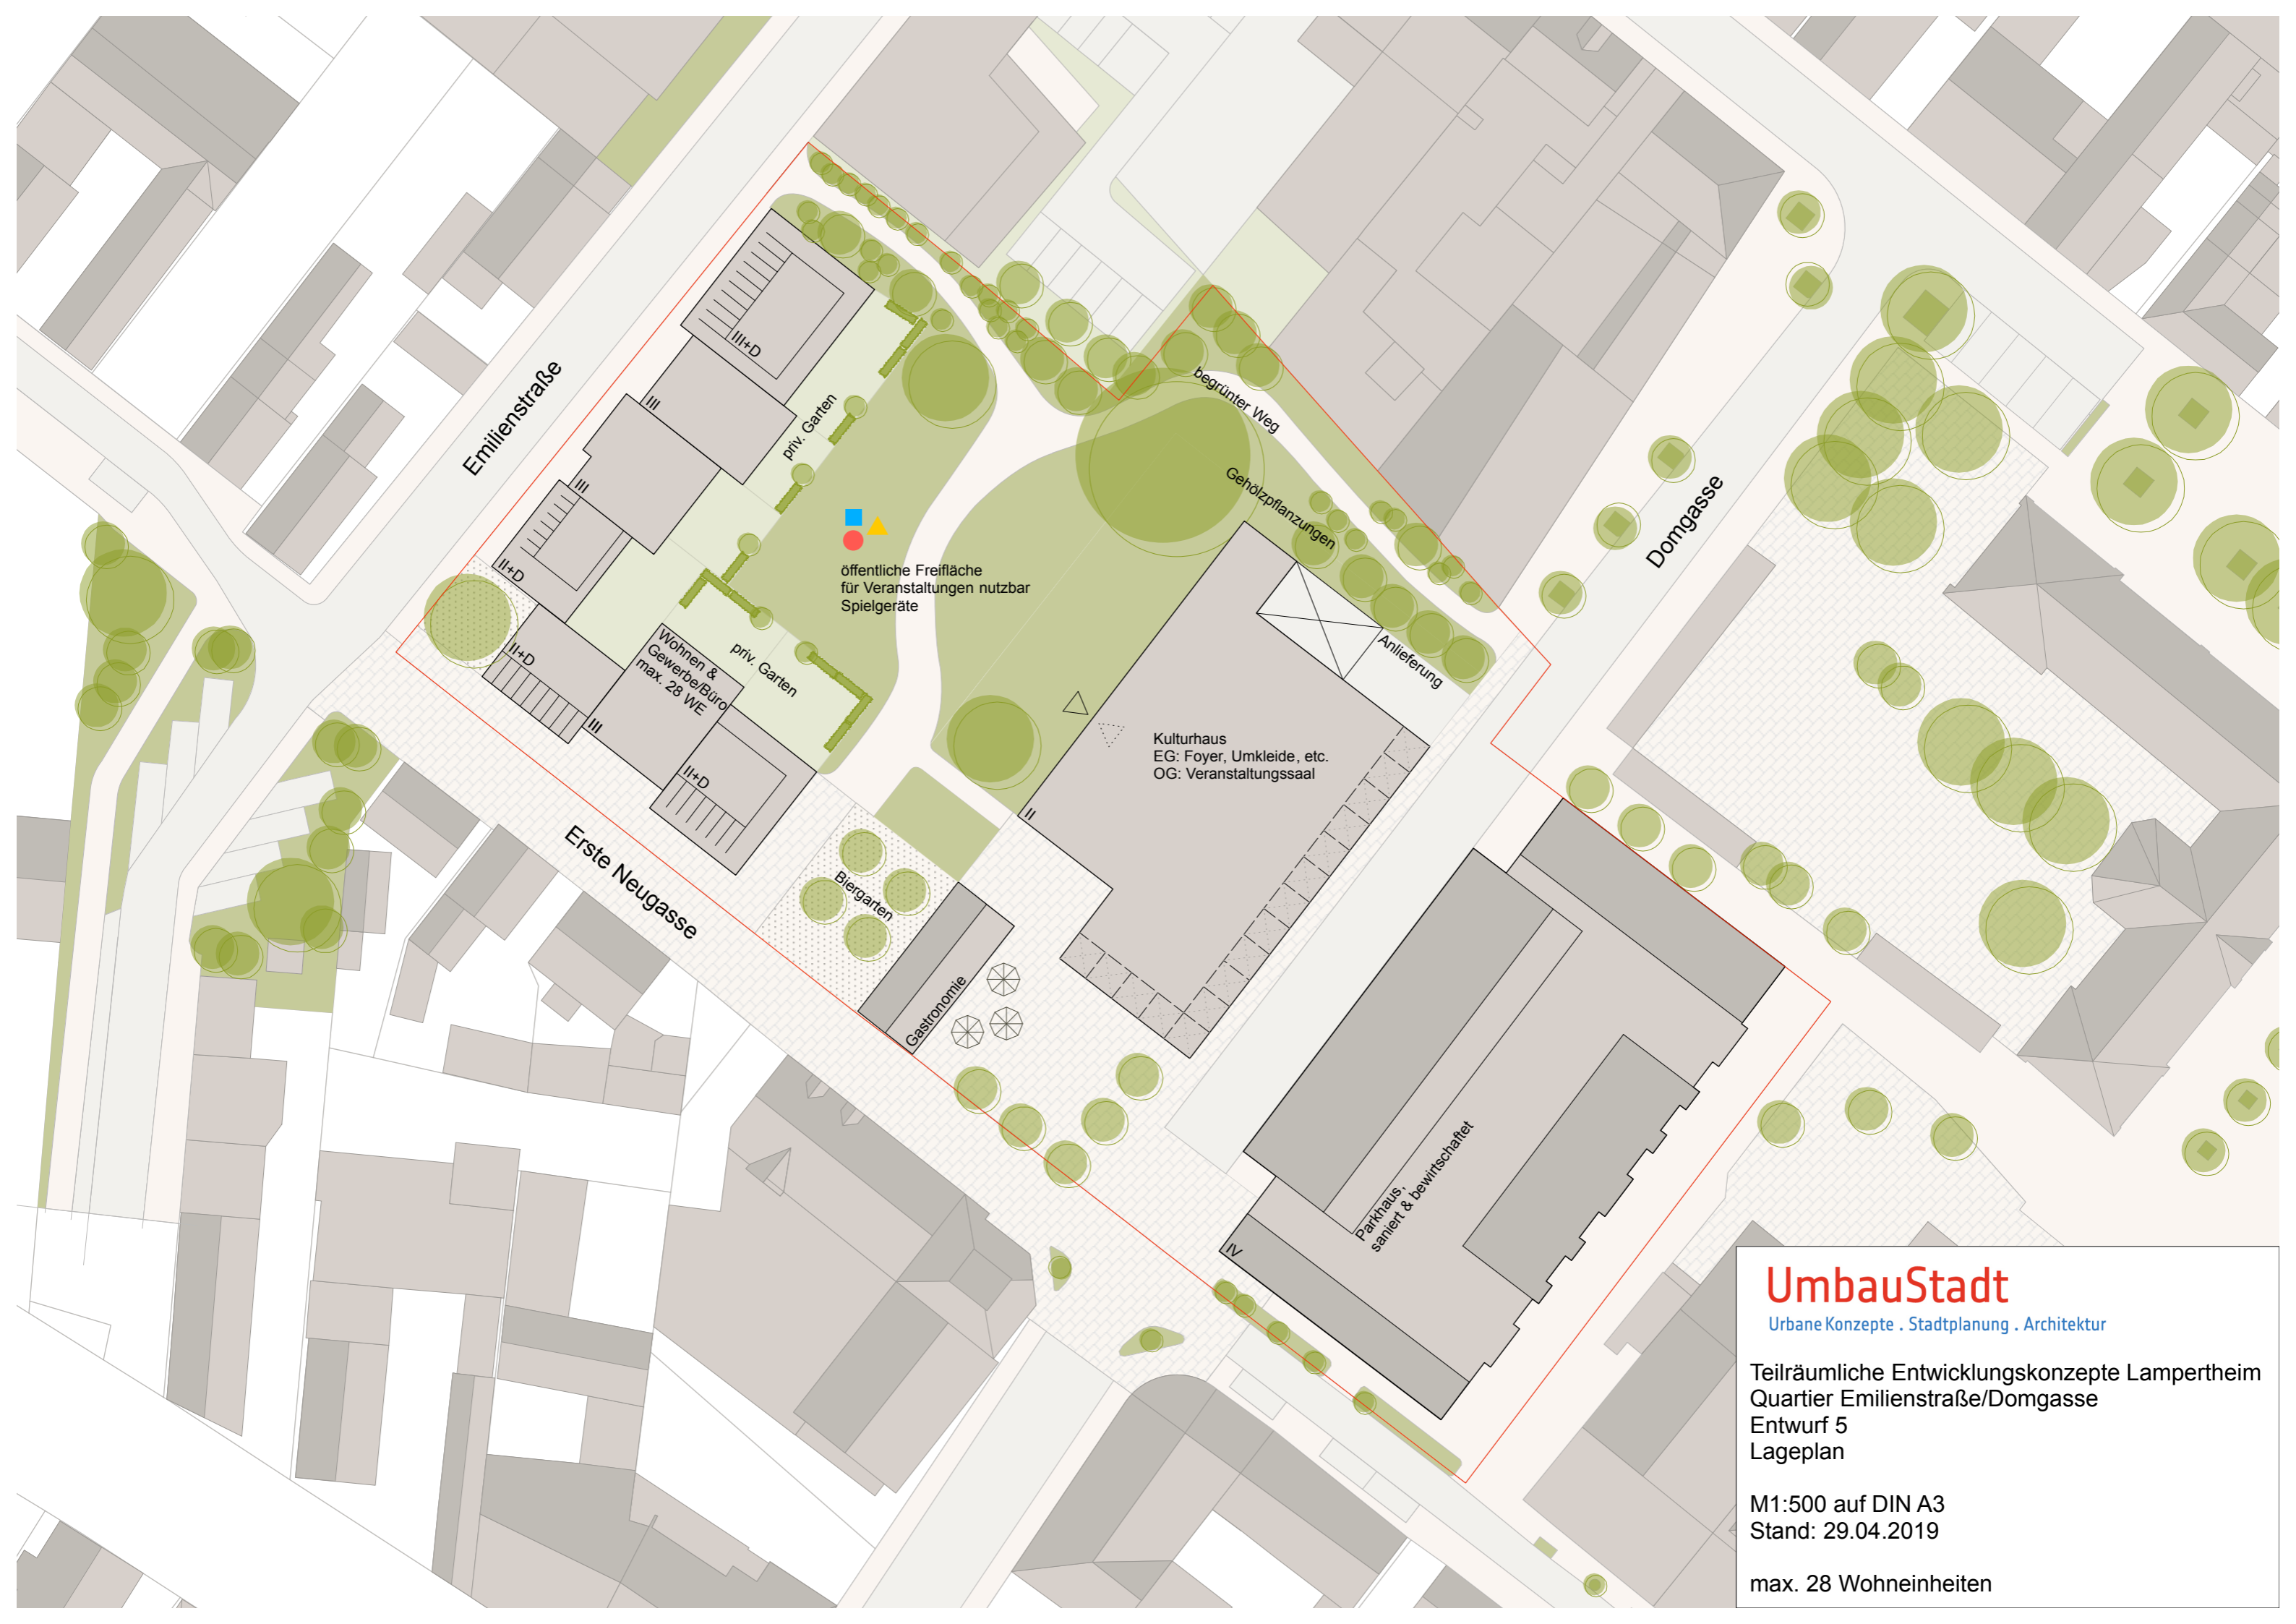 Emilienstraße
III+D
III
III
II+D
II+D
III
II+D
priv. Garten
priv. Garten
Wohnen &
Gewerbe/Büro
max. 28 WE
öffentliche Freifläche
für Veranstaltungen nutzbar
Spielgeräte
begrünter Weg
Gehölzpflanzungen
Anlieferung
Domgasse
Kulturhaus
EG: Foyer, Umkleide, etc.
OG: Veranstaltungssaal
II
Erste Neugasse
Biergarten
Gastronomie
Parkhaus,
saniert & bewirtschaftet
IV
UmbauStadt
Urbane Konzepte . Stadtplanung . Architektur
Teilräumliche Entwicklungskonzepte Lampertheim
Quartier Emilienstraße/Domgasse
Entwurf 5
Lageplan
M1:500 auf DIN A3
Stand: 29.04.2019
max. 28 Wohneinheiten